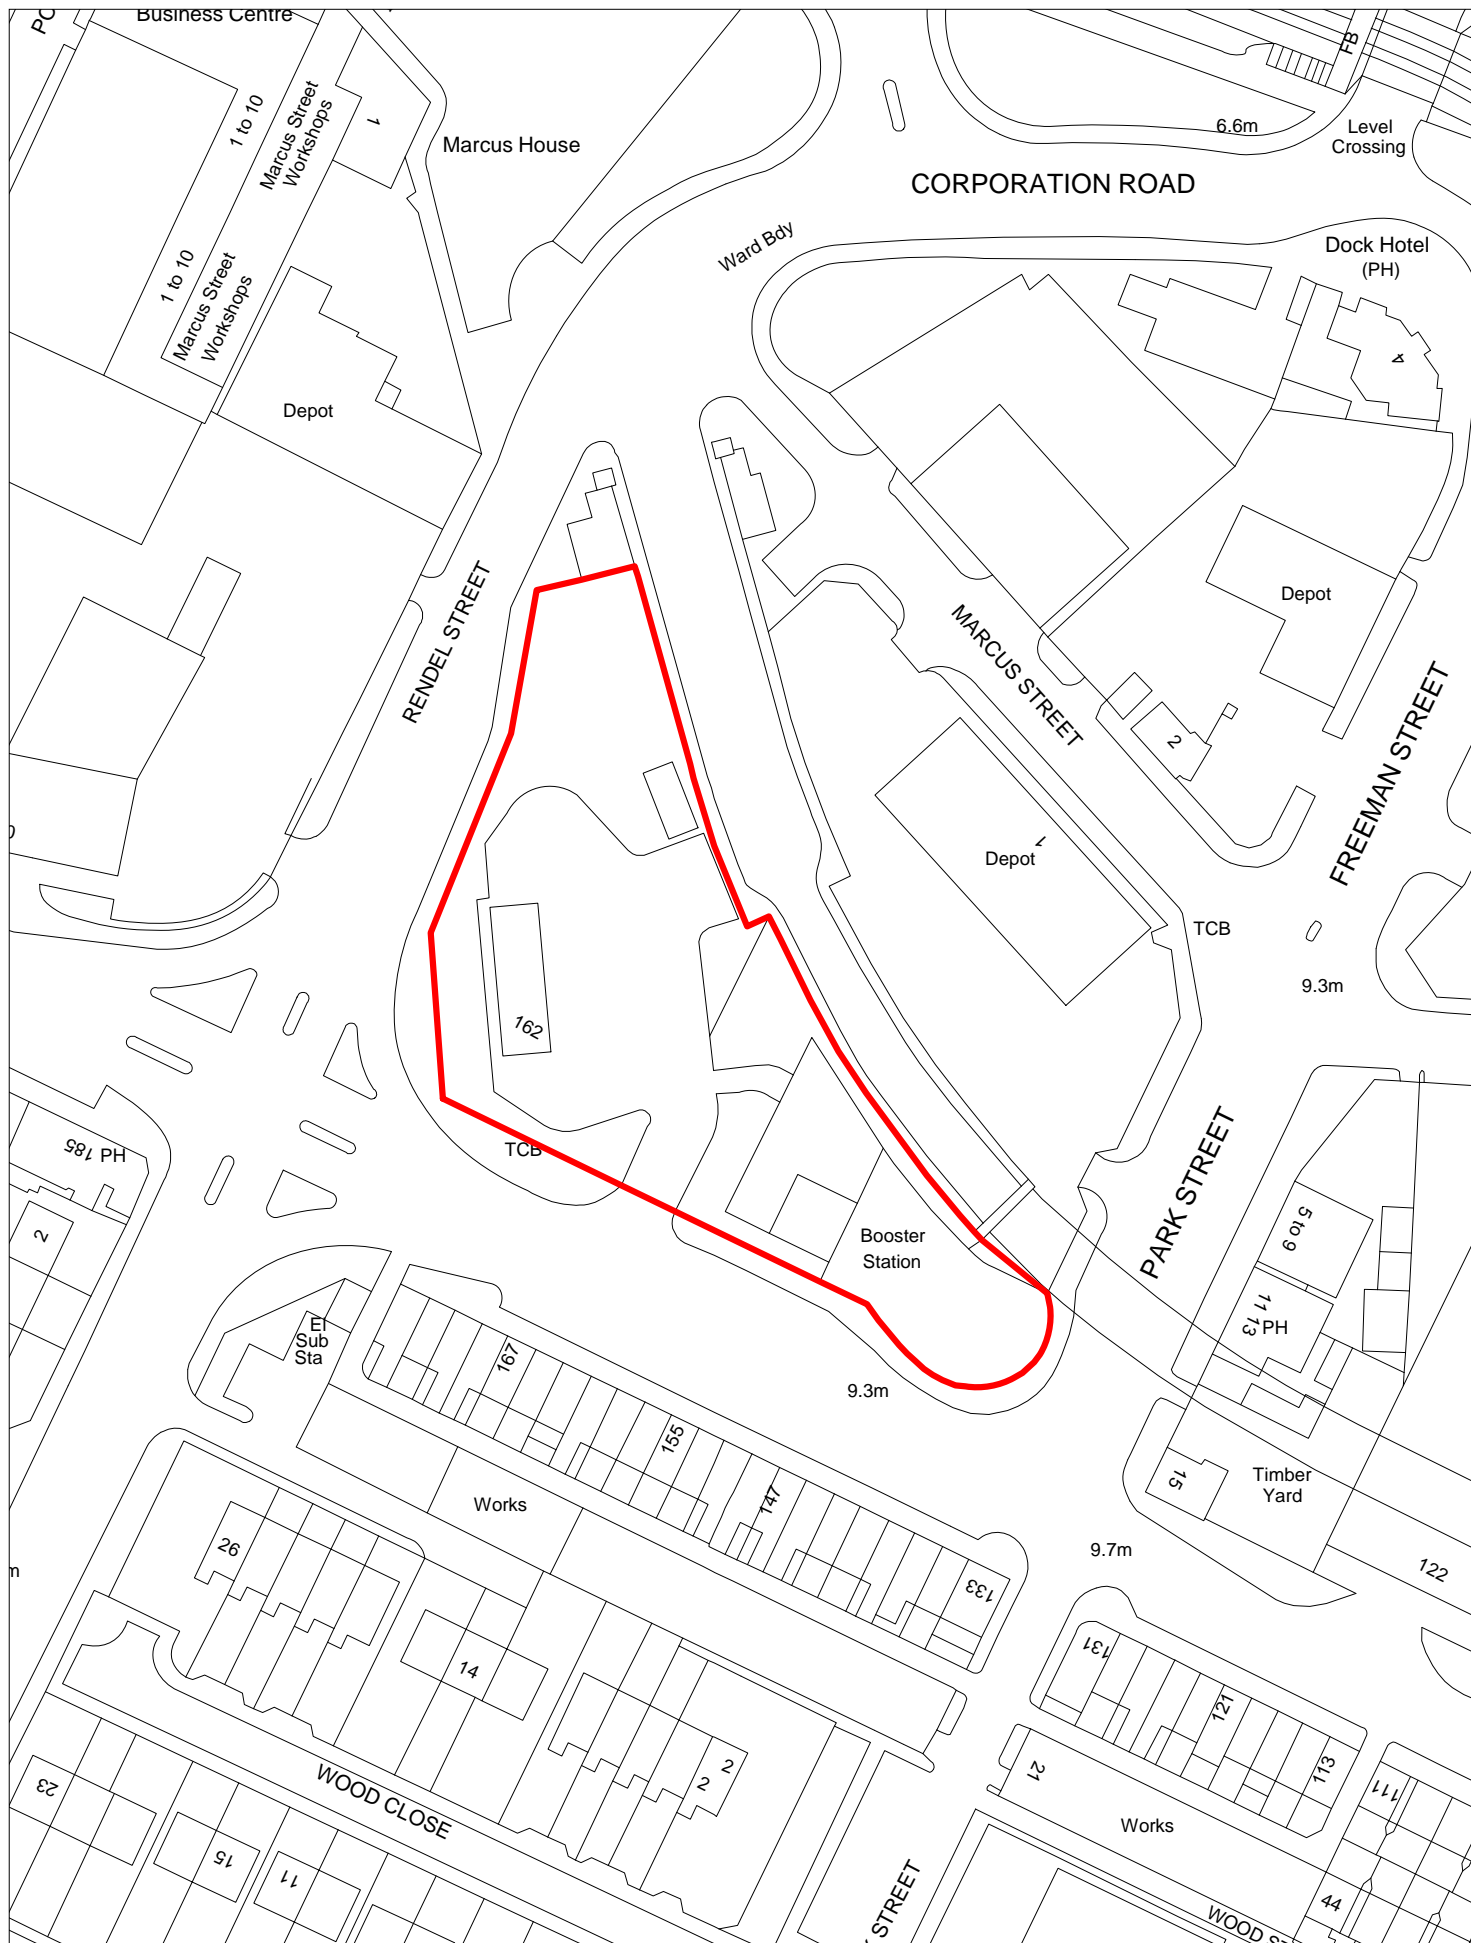 Business Centre
PO
FB
1 to 10
Marcus Street
Workshops
1
Marcus House
6.6m
Level
Crossing
CORPORATION ROAD
Ward Bdy
Dock Hotel
(PH)
1 to 10
Marcus Street
Workshops
4
Depot
Depot
RENDEL STREET
MARCUS STREET
2
FREEMAN STREET
Depot
1
TCB
9.3m
162
TCB
185
PH
2
PARK STREET
5 to 9
Booster
Station
11
13
PH
El
Sub
Sta
167
9.3m
155
147
Works
15
Timber
Yard
26
9.7m
122
m
133
14
131
121
113
2
2
21
111
23
WOOD CLOSE
Works
15
11
STREET
44
WOOD